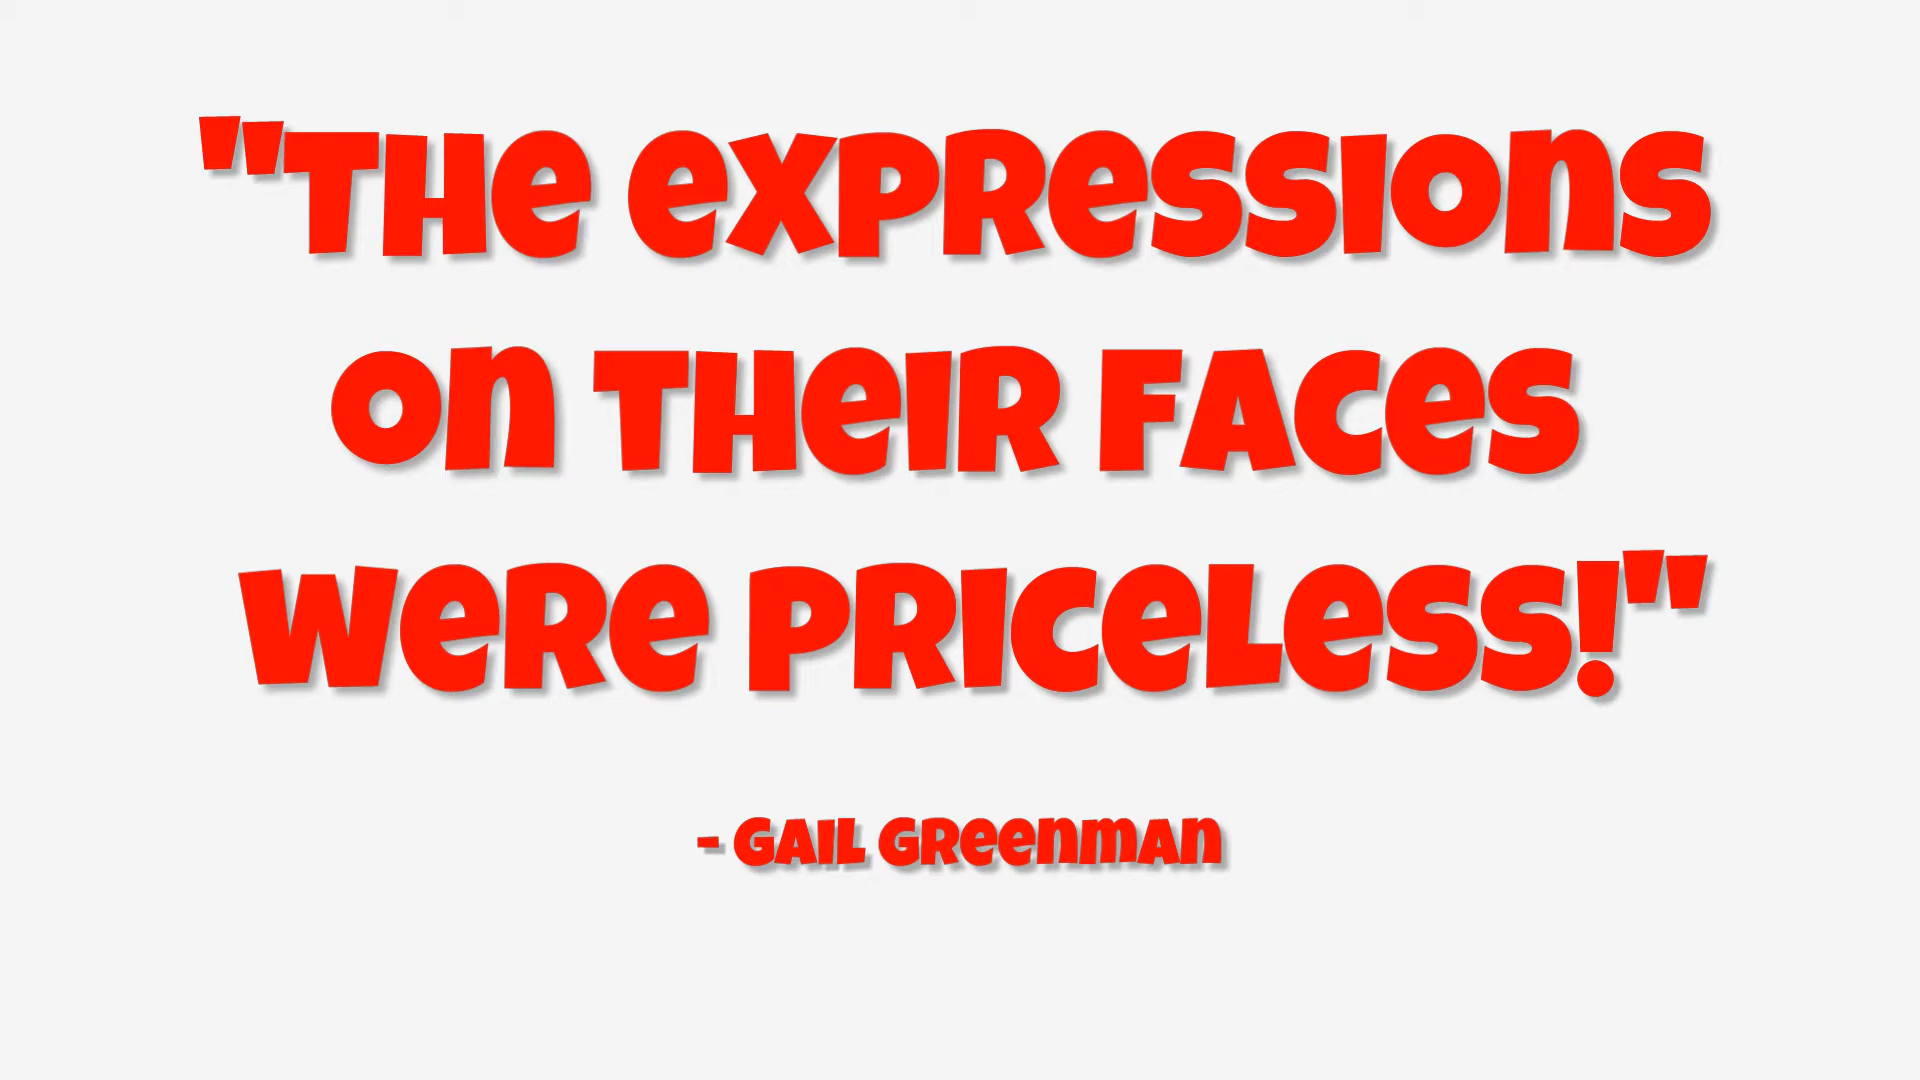 "The expressions
on their faces
were priceless!"
- Gail Greenman